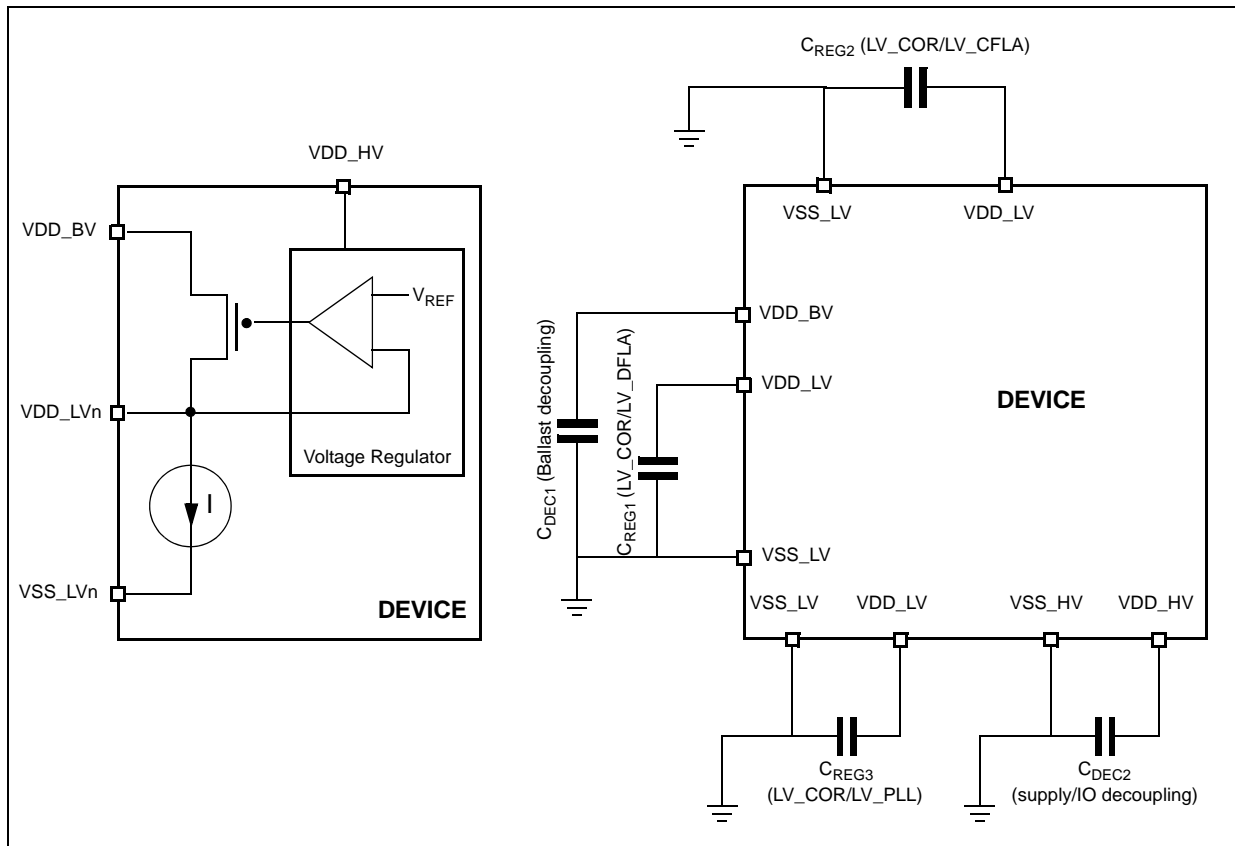 VDD_HV
VDD_BV
VREF
VDD_LVn
Voltage Regulator
I
VSS_LVn
DEVICE
CREG2 (LV_COR/LV_CFLA)
VSS_LV
VDD_LV
VDD_BV
VDD_LV
CDEC1 (Ballast decoupling)
CREG1 (LV_COR/LV_DFLA)
DEVICE
VSS_LV
VSS_LV
VDD_LV
VSS_HV
VDD_HV
CREG3
(LV_COR/LV_PLL)
CDEC2
(supply/IO decoupling)